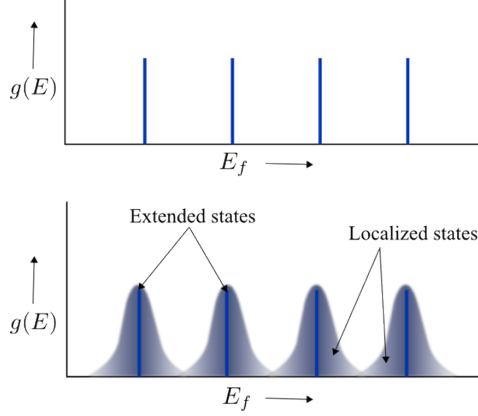 g(E)
E_f
Extended states
Localized states
g(E)
E_f